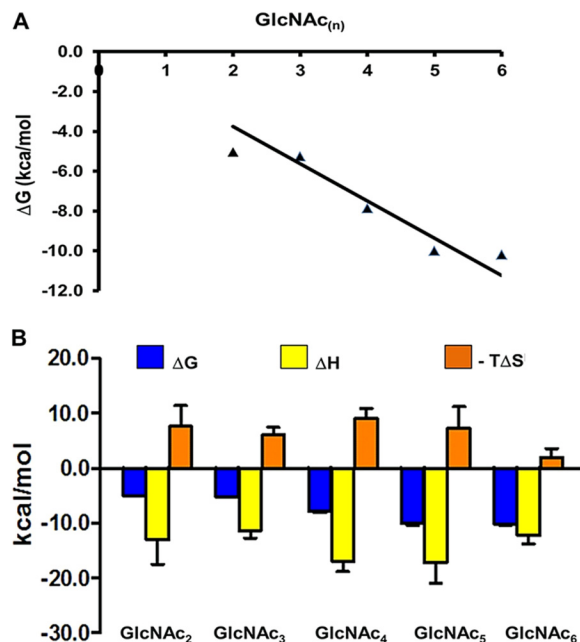 A
GlcNAc(n)
0.0
0 1 2 3 4 5 6
-2.0
-4.0
-6.0
-8.0
-10.0
-12.0
ΔG (kca/mol)
B
20.0
ΔG ΔH - TΔS
10.0
0.0
-10.0
-20.0
-30.0
kcal/mol
GlcNAc₂ GlcNAc₃ GlcNAc₄ GlcNAc₅ GlcNAc₆